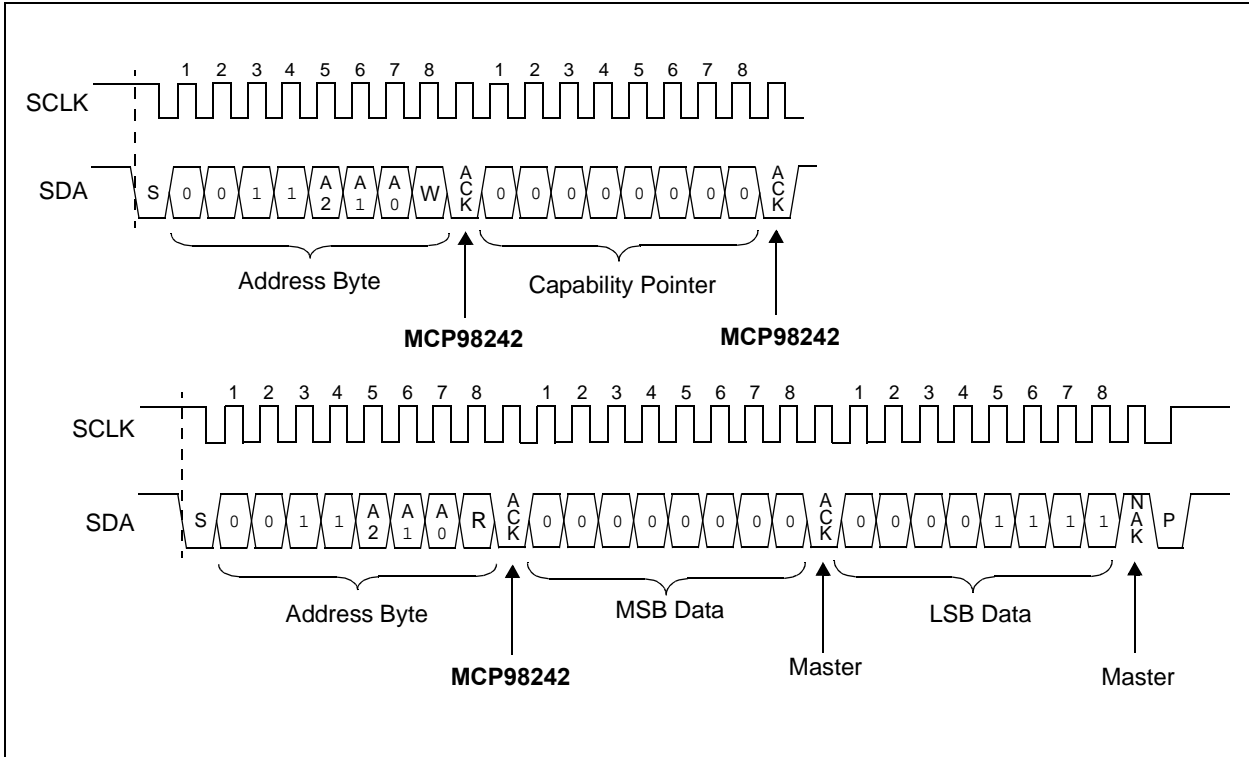 1 2 3 4 5 6 7 8 1 2 3 4 5 6 7 8
SCLK
SDA S 0 0 1 1 A2 A1 A0 W ACK 0 0 0 0 0 0 0 0 ACK
Address Byte Capability Pointer
MCP98242 MCP98242
1 2 3 4 5 6 7 8 1 2 3 4 5 6 7 8 1 2 3 4 5 6 7 8
SCLK
SDA S 0 0 1 1 A2 A1 A0 R ACK 0 0 0 0 0 0 0 0 ACK 0 0 0 0 1 1 1 1 NAK P
Address Byte MSB Data LSB Data
MCP98242 Master Master